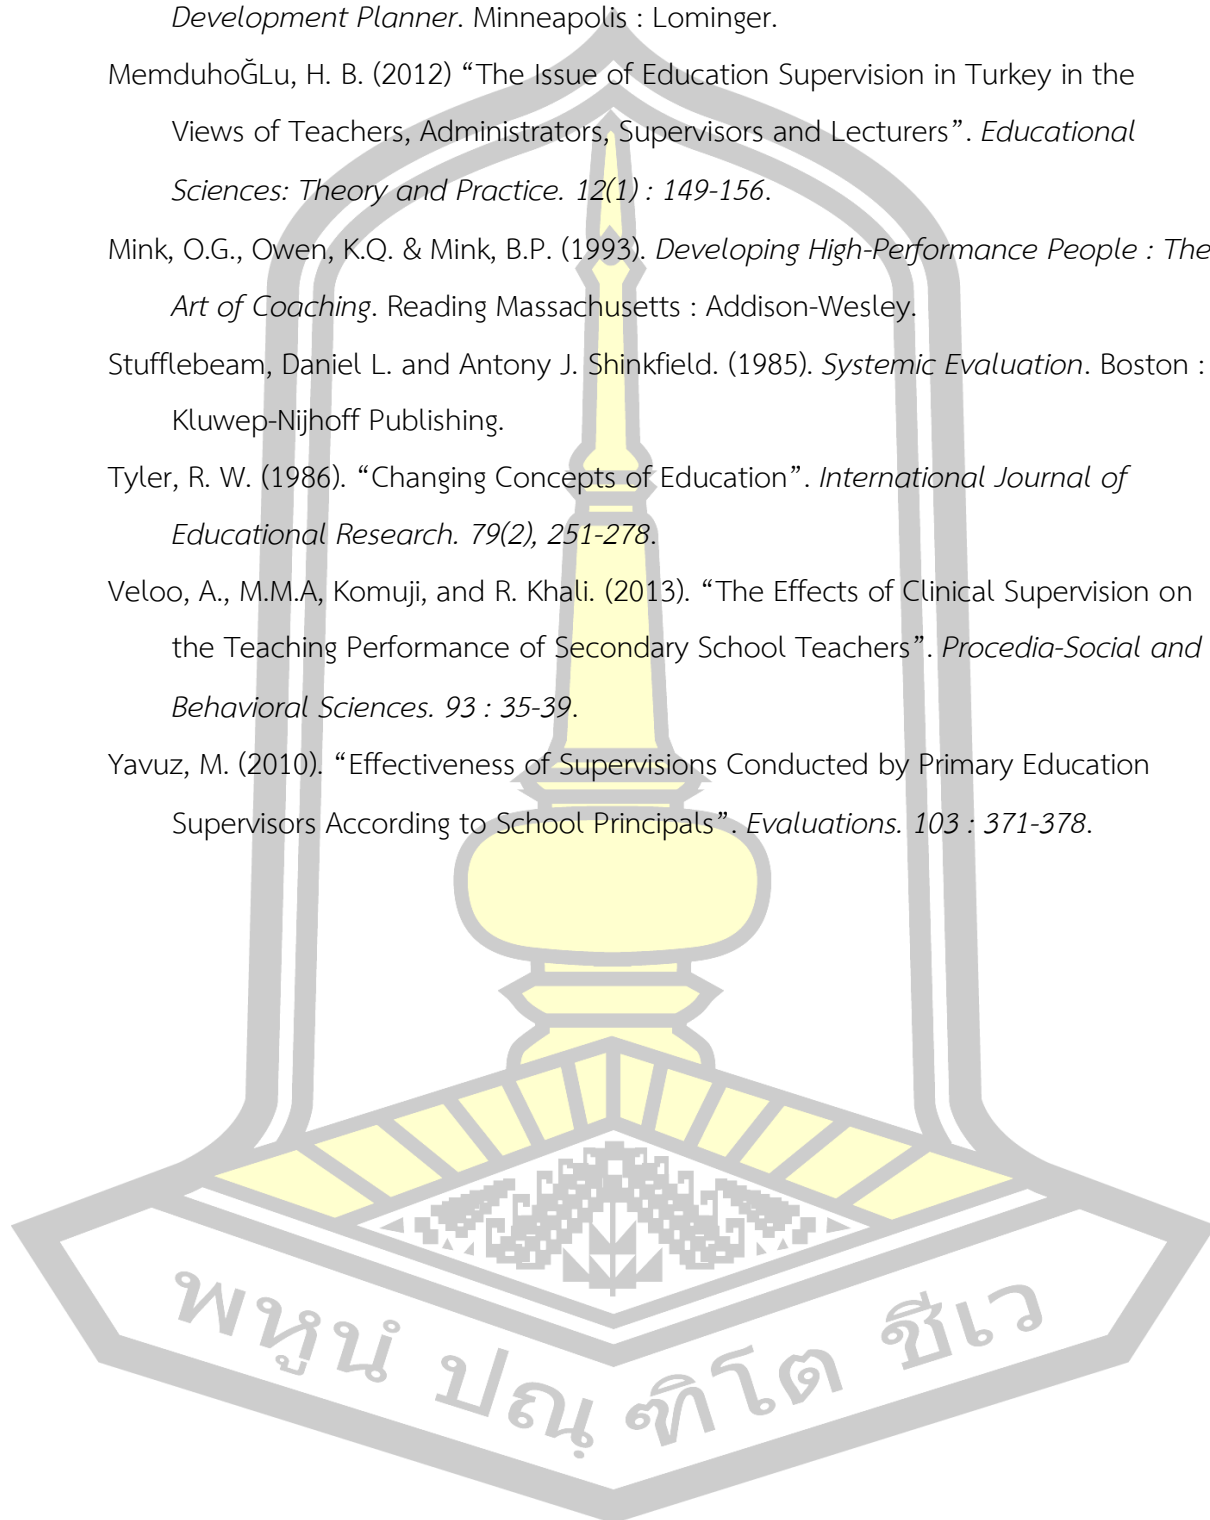 Development Planner. Minneapolis : Lominger.
MemduhoĞLu, H. B. (2012) “The Issue of Education Supervision in Turkey in the
Views of Teachers, Administrators, Supervisors and Lecturers”. Educational
Sciences: Theory and Practice. 12(1) : 149-156.
Mink, O.G., Owen, K.Q. & Mink, B.P. (1993). Developing High-Performance People : The
Art of Coaching. Reading Massachusetts : Addison-Wesley.
Stufflebeam, Daniel L. and Antony J. Shinkfield. (1985). Systemic Evaluation. Boston :
Kluwep-Nijhoff Publishing.
Tyler, R. W. (1986). “Changing Concepts of Education”. International Journal of
Educational Research. 79(2), 251-278.
Veloo, A., M.M.A, Komuji, and R. Khali. (2013). “The Effects of Clinical Supervision on
the Teaching Performance of Secondary School Teachers”. Procedia-Social and
Behavioral Sciences. 93 : 35-39.
Yavuz, M. (2010). “Effectiveness of Supervisions Conducted by Primary Education
Supervisors According to School Principals”. Evaluations. 103 : 371-378.
พหูนํ ปณฺ ฑิโต ชีเว